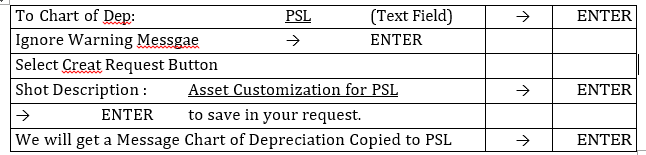 To Chart of Dep: PSL (Text Field) → ENTER
Ignore Warning Messgae → ENTER
Select Creat Request Button
Shot Description : Asset Customization for PSL → ENTER
→ ENTER to save in your request.
We will get a Message Chart of Depreciation Copied to PSL → ENTER